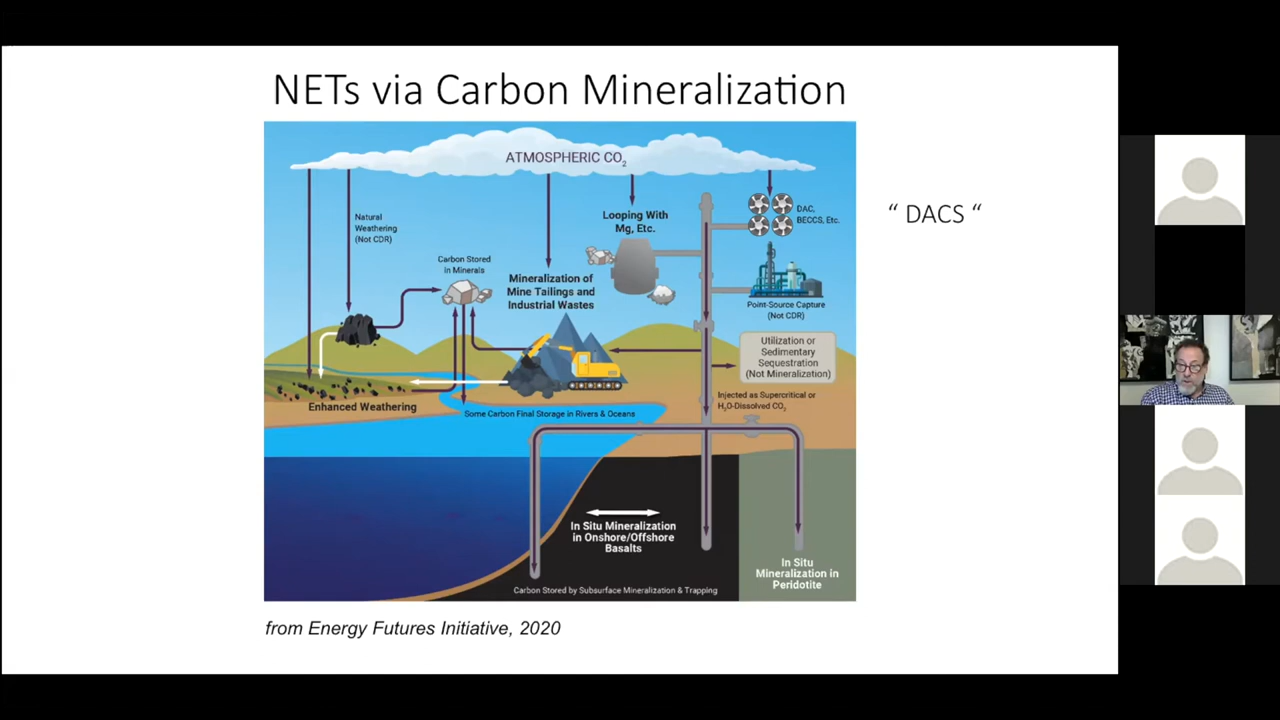 NETs via Carbon Mineralization
ATMOSPHERIC CO₂
Natural
Weathering
(Not CDR)
Carbon Stored
in Minerals
Mineralization of
Mine Tailings and
Industrial Wastes
Looping With
Mg, Etc.
DAC,
BECCS, Etc.
“ DACS “
Point-Source Capture
(Not CDR)
Utilization or
Sedimentary
Sequestration
(Not Mineralization)
Injected as Supercritical or
H₂O-Dissolved CO₂
Enhanced Weathering
Some Carbon Final Storage in Rivers & Oceans
In Situ Mineralization
in Onshore/Offshore
Basalts
In Situ
Mineralization in
Peridotite
Carbon Stored by Subsurface Mineralization & Trapping
from Energy Futures Initiative, 2020